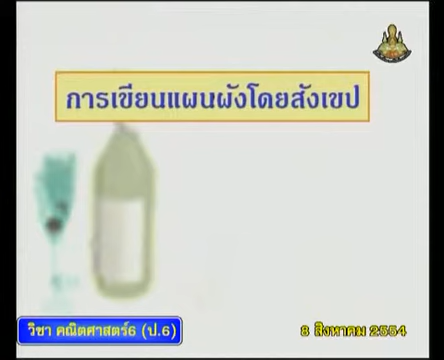 การเขียนแผนผังโดยสังเขป
วิชา คณิตศาสตร์6 (ป.6)
8 สิงหาคม 2554